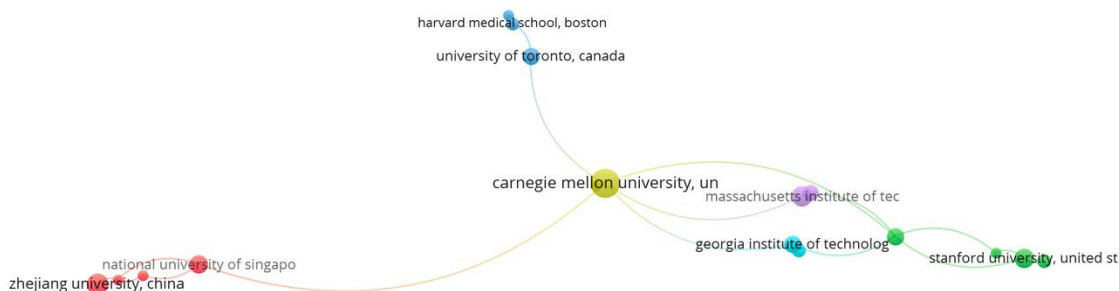 harvard medical school, boston
university of toronto, canada
carnegie mellon university, un
massachusetts institute of tec
georgia institute of technolog
stanford university, united st
national university of singapo
zhejiang university, china